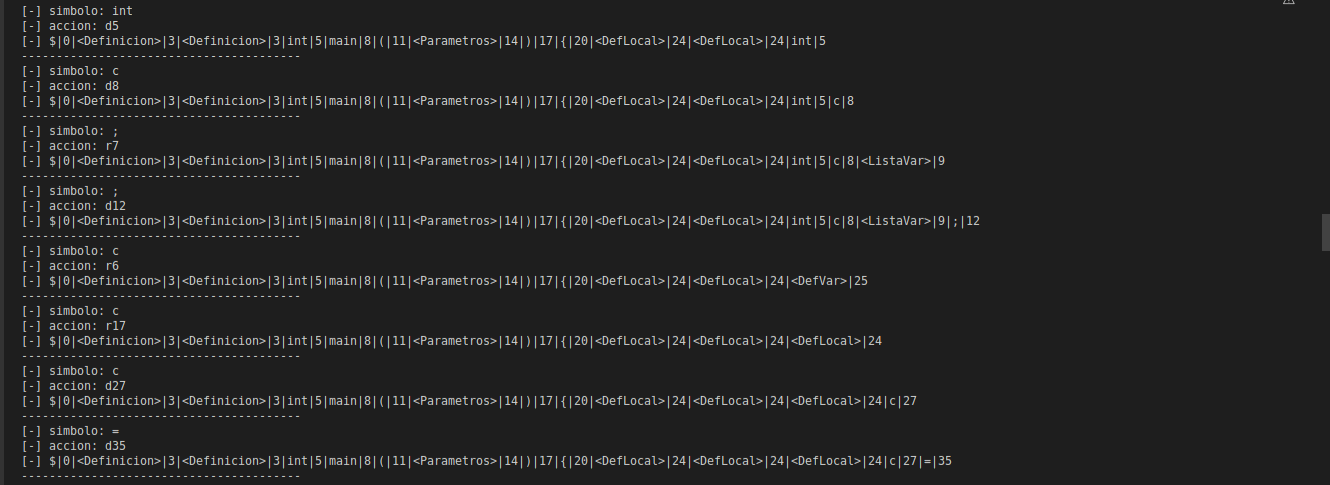 [-] simbolo: int
[-] accion: d5
[-] $|0|<Definicion>|3|<Definicion>|3|int|5|main|8|(|11|<Parametros>|14|)|17|{|20|<DefLocal>|24|<DefLocal>|24|int|5
----------------------------------------
[-] simbolo: c
[-] accion: d8
[-] $|0|<Definicion>|3|<Definicion>|3|int|5|main|8|(|11|<Parametros>|14|)|17|{|20|<DefLocal>|24|<DefLocal>|24|int|5|c|8
----------------------------------------
[-] simbolo: ;
[-] accion: r7
[-] $|0|<Definicion>|3|<Definicion>|3|int|5|main|8|(|11|<Parametros>|14|)|17|{|20|<DefLocal>|24|<DefLocal>|24|int|5|c|8|<ListaVar>|9
----------------------------------------
[-] simbolo: ;
[-] accion: d12
[-] $|0|<Definicion>|3|<Definicion>|3|int|5|main|8|(|11|<Parametros>|14|)|17|{|20|<DefLocal>|24|<DefLocal>|24|int|5|c|8|<ListaVar>|9|;|12
----------------------------------------
[-] simbolo: c
[-] accion: r6
[-] $|0|<Definicion>|3|<Definicion>|3|int|5|main|8|(|11|<Parametros>|14|)|17|{|20|<DefLocal>|24|<DefLocal>|24|<DefVar>|25
----------------------------------------
[-] simbolo: c
[-] accion: r17
[-] $|0|<Definicion>|3|<Definicion>|3|int|5|main|8|(|11|<Parametros>|14|)|17|{|20|<DefLocal>|24|<DefLocal>|24|<DefLocal>|24
----------------------------------------
[-] simbolo: c
[-] accion: d27
[-] $|0|<Definicion>|3|<Definicion>|3|int|5|main|8|(|11|<Parametros>|14|)|17|{|20|<DefLocal>|24|<DefLocal>|24|<DefLocal>|24|c|27
----------------------------------------
[-] simbolo: =
[-] accion: d35
[-] $|0|<Definicion>|3|<Definicion>|3|int|5|main|8|(|11|<Parametros>|14|)|17|{|20|<DefLocal>|24|<DefLocal>|24|<DefLocal>|24|c|27|=|35
----------------------------------------